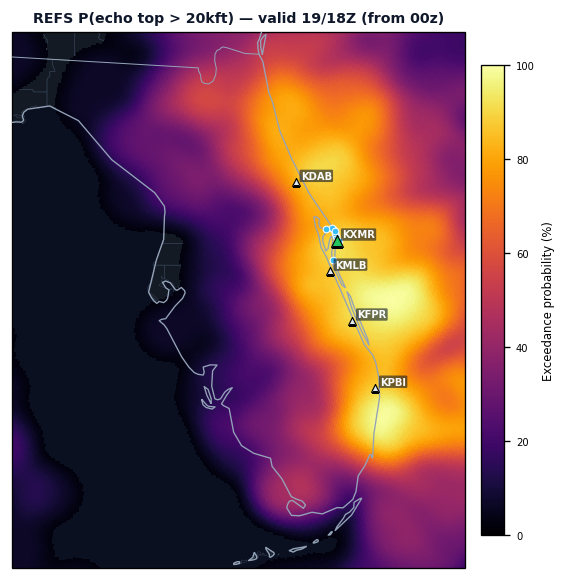 REFS P(echo top > 20kft) — valid 19/18Z (from 00z)
KDAB
KXMR
KMLB
KFPR
KPBI
100
80
60
40
20
0
Exceedance probability (%)